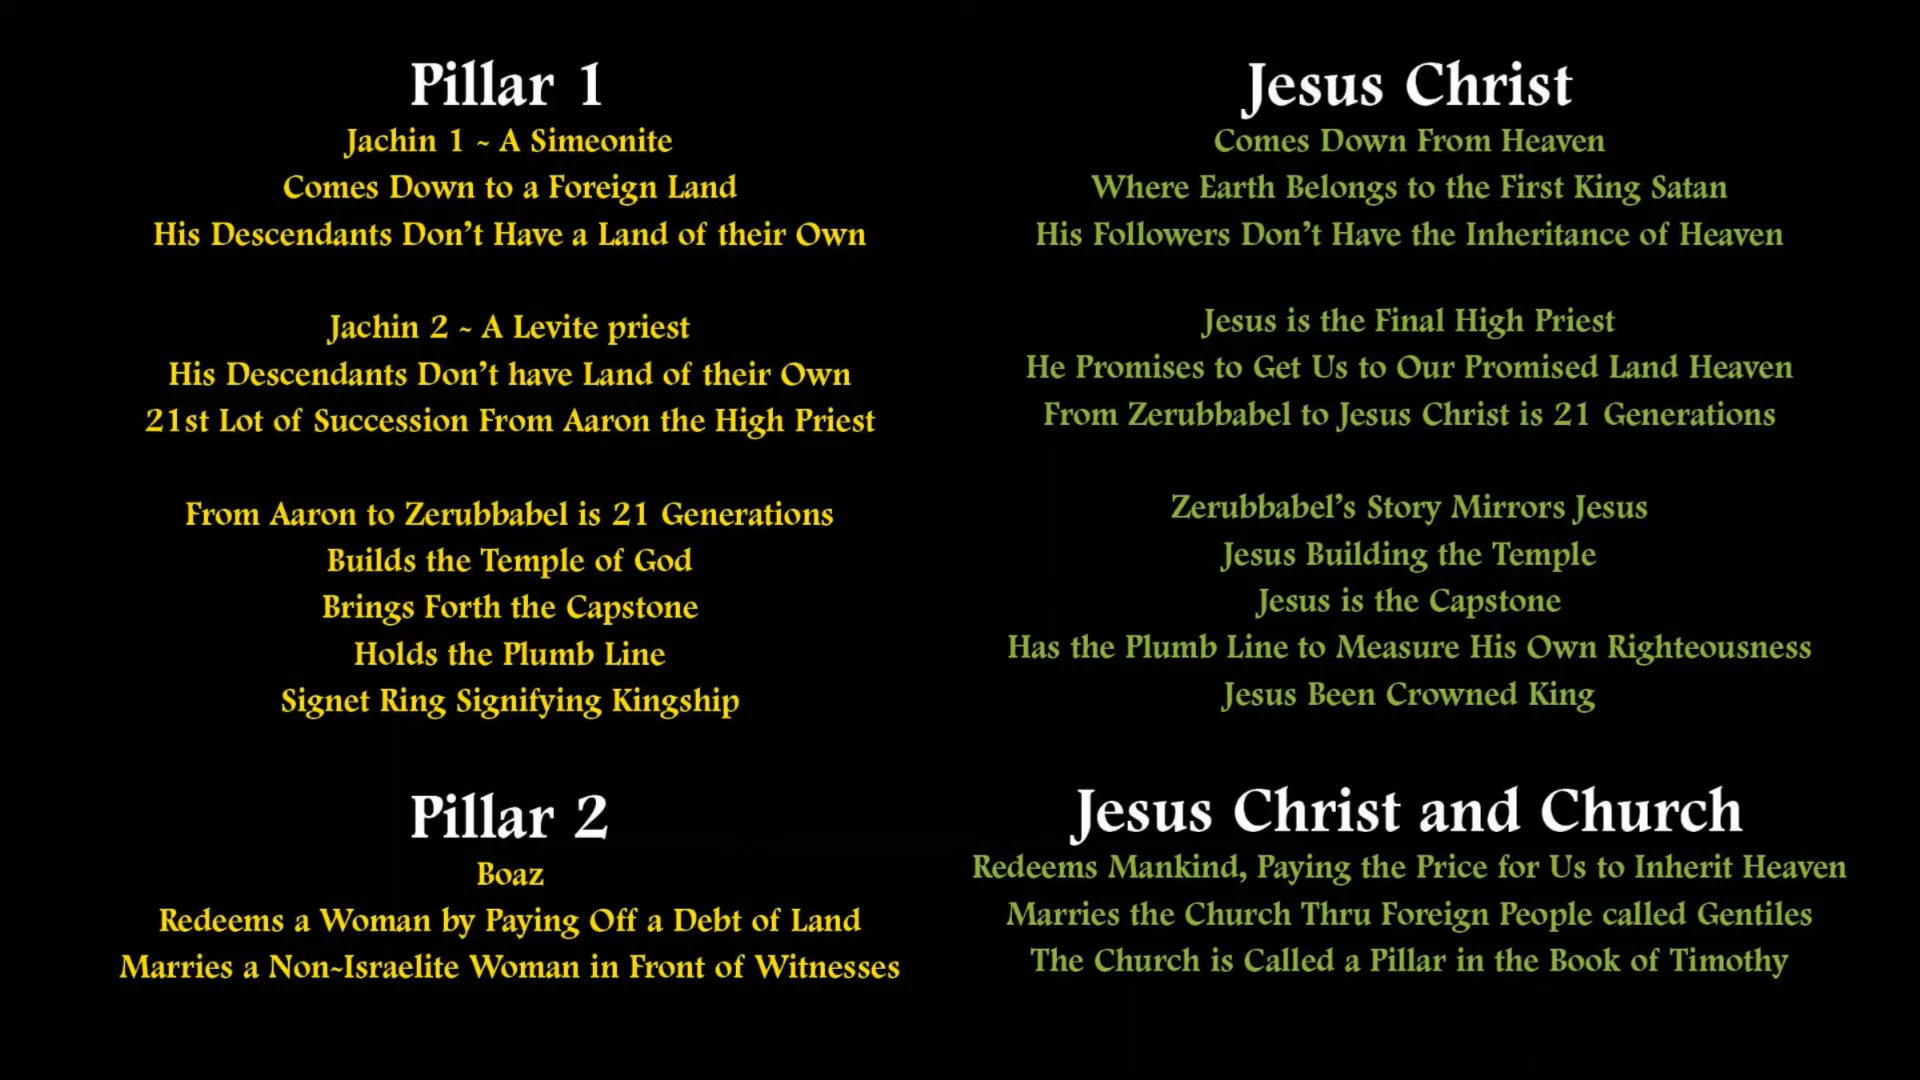 Pillar 1
Jachin 1 ~ A Simeonite
Comes Down to a Foreign Land
His Descendants Don't Have a Land of their Own
Jachin 2 ~ A Levite priest
His Descendants Don't have Land of their Own
21st Lot of Succession From Aaron the High Priest
From Aaron to Zerubbabel is 21 Generations
Builds the Temple of God
Brings Forth the Capstone
Holds the Plumb Line
Signet Ring Signifying Kingship
Pillar 2
Boaz
Redeems a Woman by Paying Off a Debt of Land
Marries a Non-Israelite Woman in Front of Witnesses
Jesus Christ
Comes Down From Heaven
Where Earth Belongs to the First King Satan
His Followers Don't Have the Inheritance of Heaven
Jesus is the Final High Priest
He Promises to Get Us to Our Promised Land Heaven
From Zerubbabel to Jesus Christ is 21 Generations
Zerubbabel's Story Mirrors Jesus
Jesus Building the Temple
Jesus is the Capstone
Has the Plumb Line to Measure His Own Righteousness
Jesus Been Crowned King
Jesus Christ and Church
Redeems Mankind, Paying the Price for Us to Inherit Heaven
Marries the Church Thru Foreign People called Gentiles
The Church is Called a Pillar in the Book of Timothy